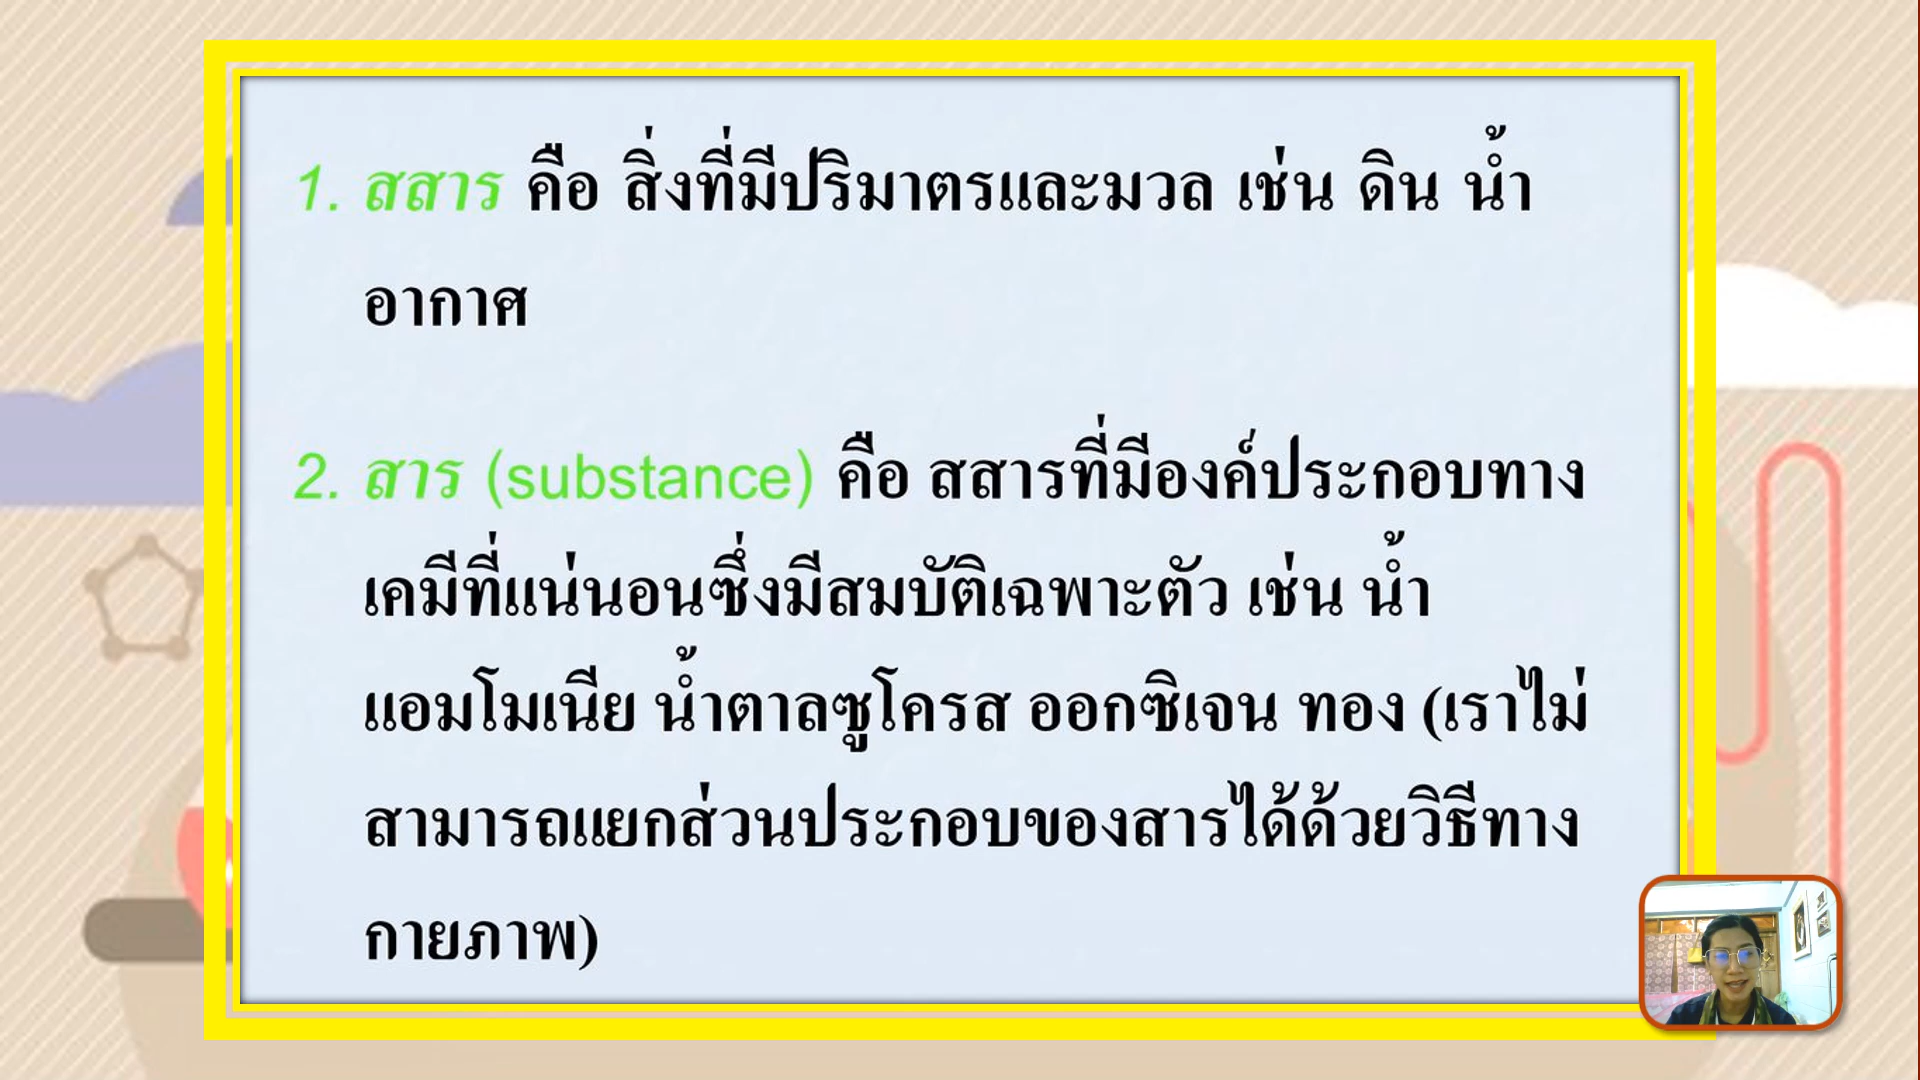 1. สสาร คือ สิ่งที่มีปริมาตรและมวล เช่น ดิน น้ำ
อากาศ
2. สาร (substance) คือ สสารที่มีองค์ประกอบทาง
เคมีที่แน่นอนซึ่งมีสมบัติเฉพาะตัว เช่น น้ำ
แอมโมเนีย น้ำตาลซูโครส ออกซิเจน ทอง (เราไม่
สามารถแยกส่วนประกอบของสารได้ด้วยวิธีทาง
กายภาพ)